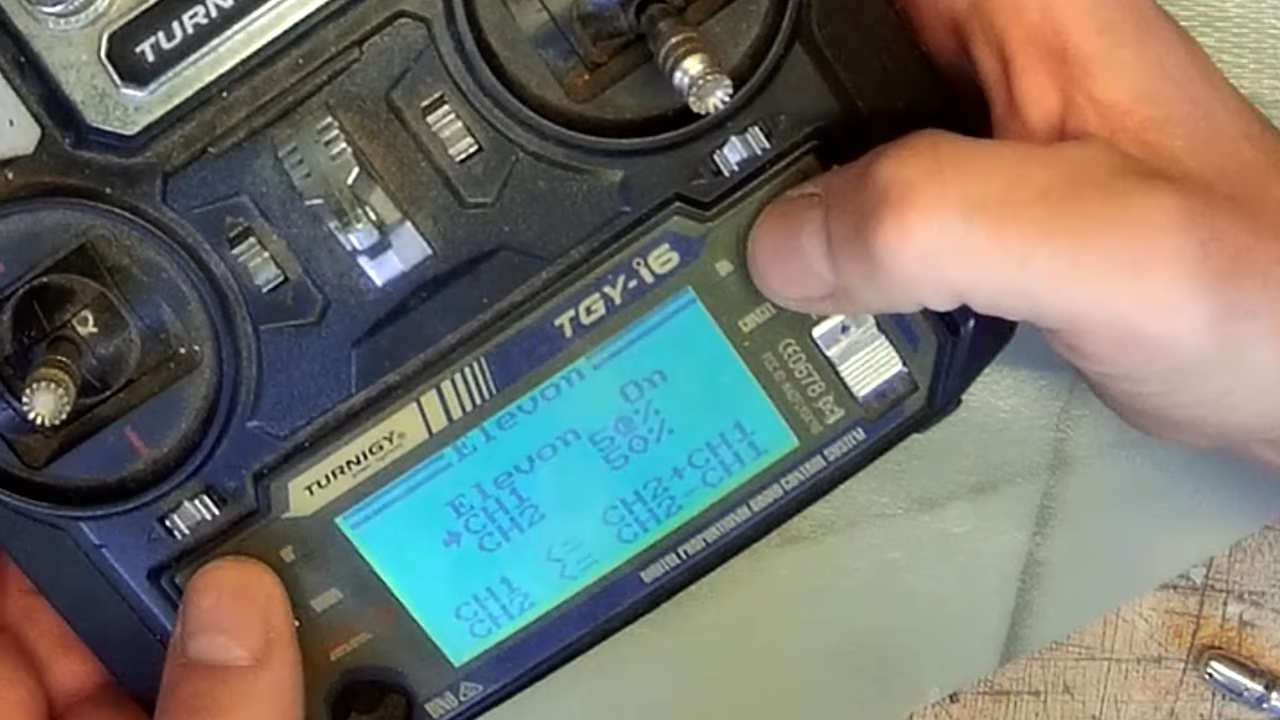 TURN
TGY-i6
TURNIGY®
Elevon
Elevon On
CH1 50%
CH2 50%
CH1 <= CH2+CH1
CH2 <= CH2-CH1
CE0678
DIGITAL PROPORTIONAL RADIO CONTROL SYSTEM